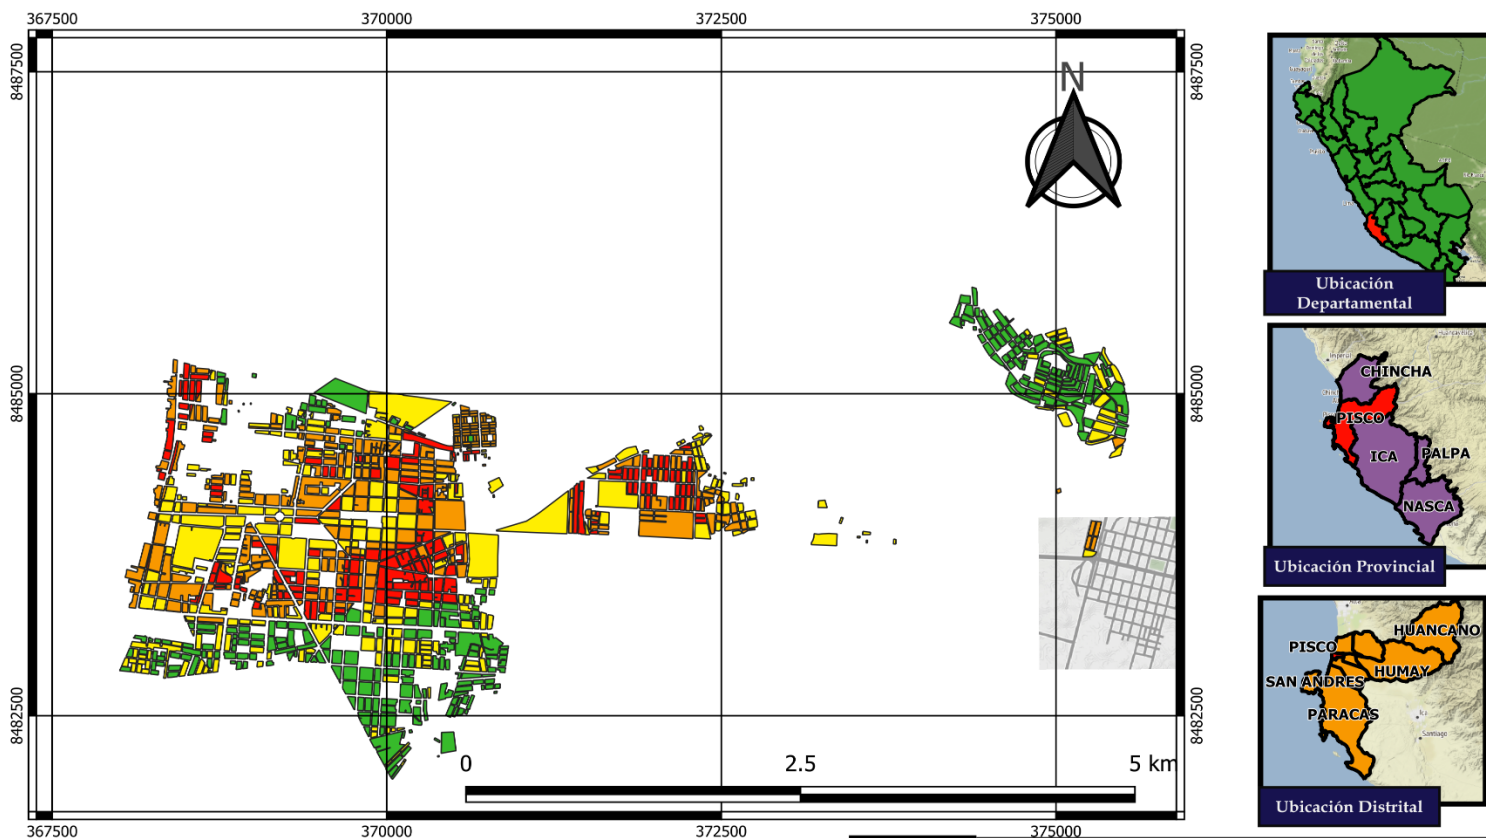 367500
370000
372500
375000
8487500
8487500
N
8485000
8485000
8482500
8482500
0
2.5
5 km
367500
370000
372500
375000
Ubicación
Departamental
CHINCHA
PISCO
ICA
PALPA
NASCA
Ubicación Provincial
HUANCANO
PISCO
HUMAY
SAN ANDRES
PARACAS
Santiago
Ubicación Distrital